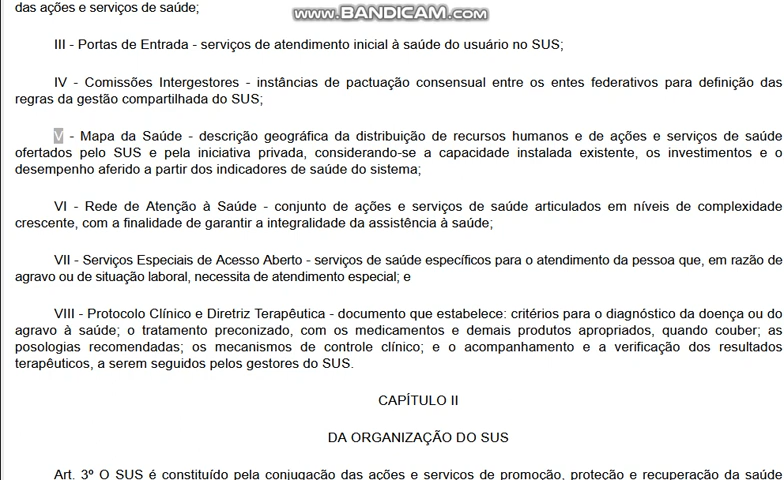 das ações e serviços de saúde;
www.BANDICAM.com
III - Portas de Entrada - serviços de atendimento inicial à saúde do usuário no SUS;
IV - Comissões Intergestores - instâncias de pactuação consensual entre os entes federativos para definição das
regras da gestão compartilhada do SUS;
V - Mapa da Saúde - descrição geográfica da distribuição de recursos humanos e de ações e serviços de saúde
ofertados pelo SUS e pela iniciativa privada, considerando-se a capacidade instalada existente, os investimentos e o
desempenho aferido a partir dos indicadores de saúde do sistema;
VI - Rede de Atenção à Saúde - conjunto de ações e serviços de saúde articulados em níveis de complexidade
crescente, com a finalidade de garantir a integralidade da assistência à saúde;
VII - Serviços Especiais de Acesso Aberto - serviços de saúde específicos para o atendimento da pessoa que, em razão de
agravo ou de situação laboral, necessita de atendimento especial; e
VIII - Protocolo Clínico e Diretriz Terapêutica - documento que estabelece: critérios para o diagnóstico da doença ou do
agravo à saúde; o tratamento preconizado, com os medicamentos e demais produtos apropriados, quando couber; as
posologias recomendadas; os mecanismos de controle clínico; e o acompanhamento e a verificação dos resultados
terapêuticos, a serem seguidos pelos gestores do SUS.
CAPÍTULO II
DA ORGANIZAÇÃO DO SUS
Art. 3º O SUS é constituído pela conjugação das ações e serviços de promoção, proteção e recuperação da saúde